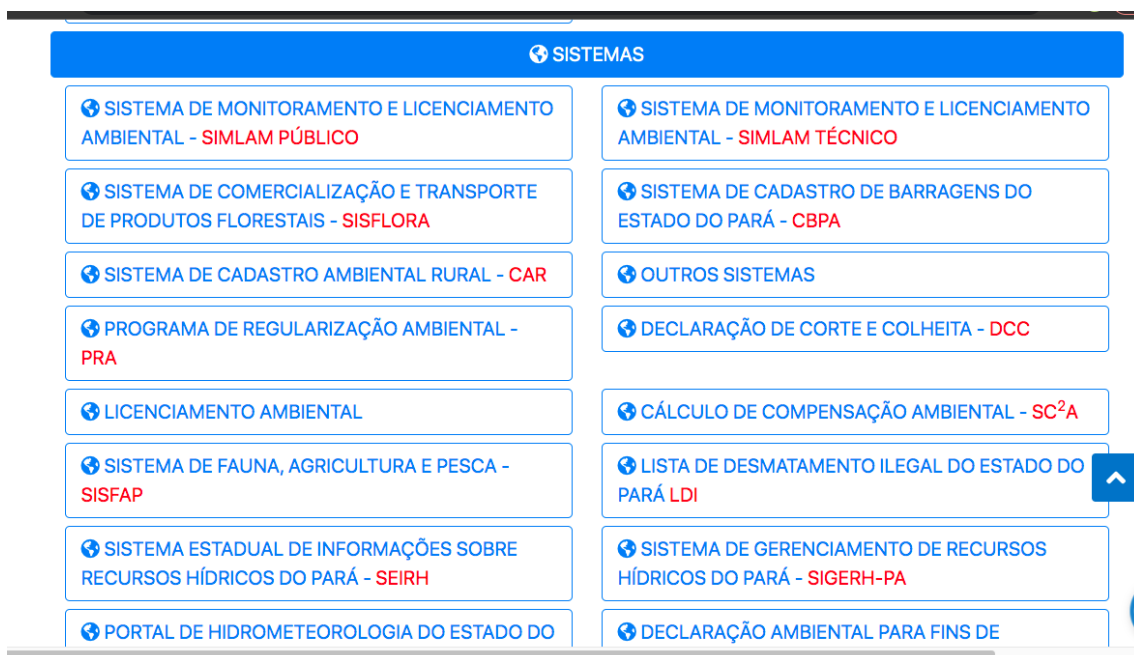 SISTEMAS
SISTEMA DE MONITORAMENTO E LICENCIAMENTO
AMBIENTAL - SIMLAM PÚBLICO
SISTEMA DE MONITORAMENTO E LICENCIAMENTO
AMBIENTAL - SIMLAM TÉCNICO
SISTEMA DE COMERCIALIZAÇÃO E TRANSPORTE
DE PRODUTOS FLORESTAIS - SISFLORA
SISTEMA DE CADASTRO DE BARRAGENS DO
ESTADO DO PARÁ - CBPA
SISTEMA DE CADASTRO AMBIENTAL RURAL - CAR
OUTROS SISTEMAS
PROGRAMA DE REGULARIZAÇÃO AMBIENTAL -
PRA
DECLARAÇÃO DE CORTE E COLHEITA - DCC
LICENCIAMENTO AMBIENTAL
CÁLCULO DE COMPENSAÇÃO AMBIENTAL - SC²A
SISTEMA DE FAUNA, AGRICULTURA E PESCA -
SISFAP
LISTA DE DESMATAMENTO ILEGAL DO ESTADO DO
PARÁ LDI
SISTEMA ESTADUAL DE INFORMAÇÕES SOBRE
RECURSOS HÍDRICOS DO PARÁ - SEIRH
SISTEMA DE GERENCIAMENTO DE RECURSOS
HÍDRICOS DO PARÁ - SIGERH-PA
PORTAL DE HIDROMETEOROLOGIA DO ESTADO DO
DECLARAÇÃO AMBIENTAL PARA FINS DE